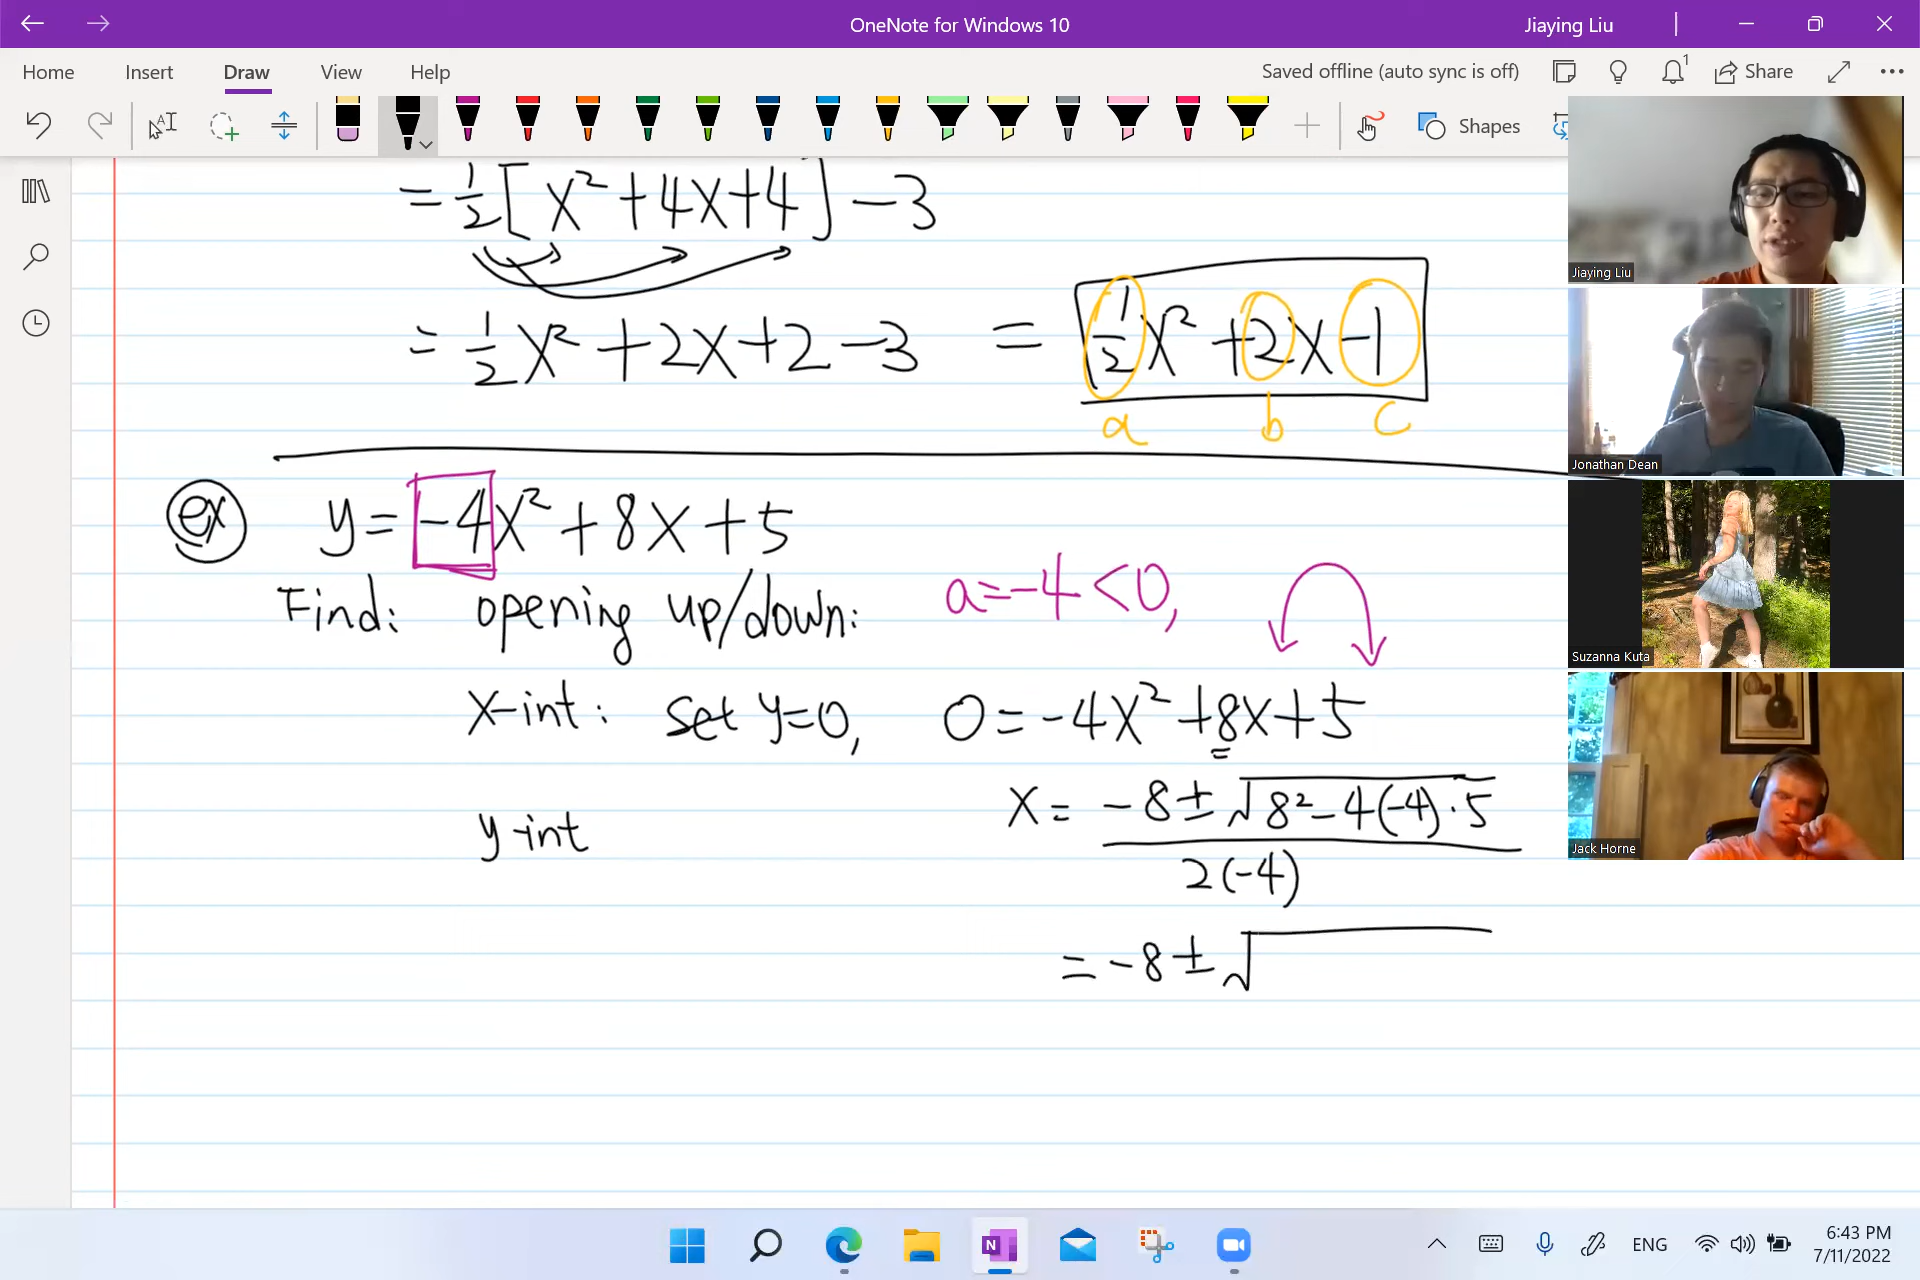 OneNote for Windows 10
Jiaying Liu
Home Insert Draw View Help
Saved offline (auto sync is off)
1
Share
Shapes
= 1/2 [x² + 4x + 4] - 3
= 1/2 x² + 2x + 2 - 3 = 1/2 x² + 2x - 1
a b c
ex y = -4x² + 8x + 5
Find: opening up/down: a = -4 < 0,
x-int: set y=0, 0 = -4x² + 8x + 5
y-int
x = -8 ± √8² - 4(-4)·5
2(-4)
= -8 ± √
Jiaying Liu
Jonathan Dean
Suzanna Kuta
Jack Horne
ENG
6:43 PM
7/11/2022